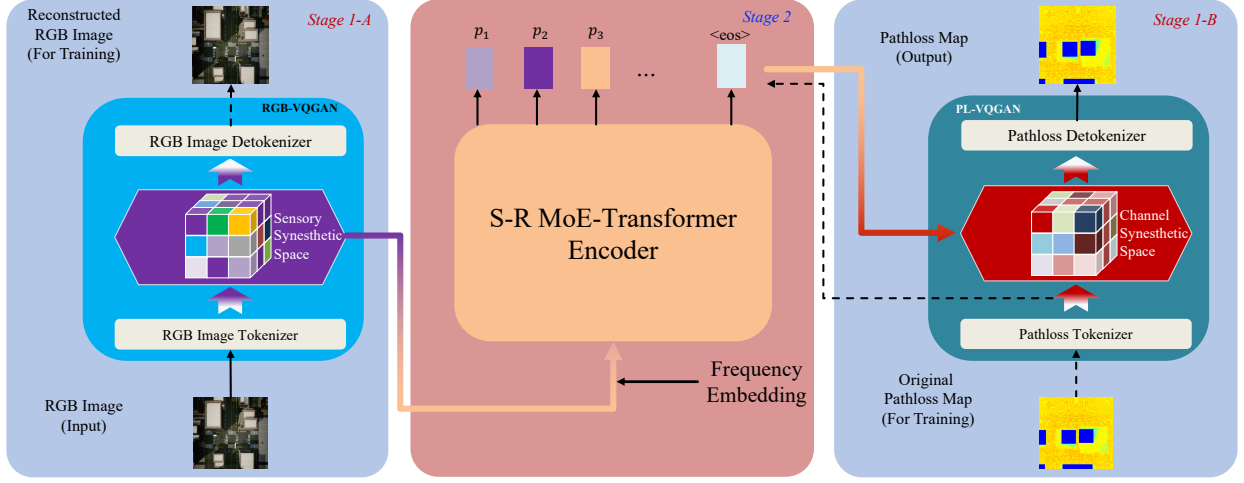 Reconstructed
RGB Image
(For Training)
Stage 1-A
RGB-VQGAN
RGB Image Detokenizer
Sensory
Synesthetic
Space
RGB Image Tokenizer
RGB Image
(Input)
Stage 2
p1
p2
p3
...
<eos>
S-R MoE-Transformer
Encoder
Frequency
Embedding
Stage 1-B
Pathloss Map
(Output)
PL-VQGAN
Pathloss Detokenizer
Channel
Synesthetic
Space
Pathloss Tokenizer
Original
Pathloss Map
(For Training)